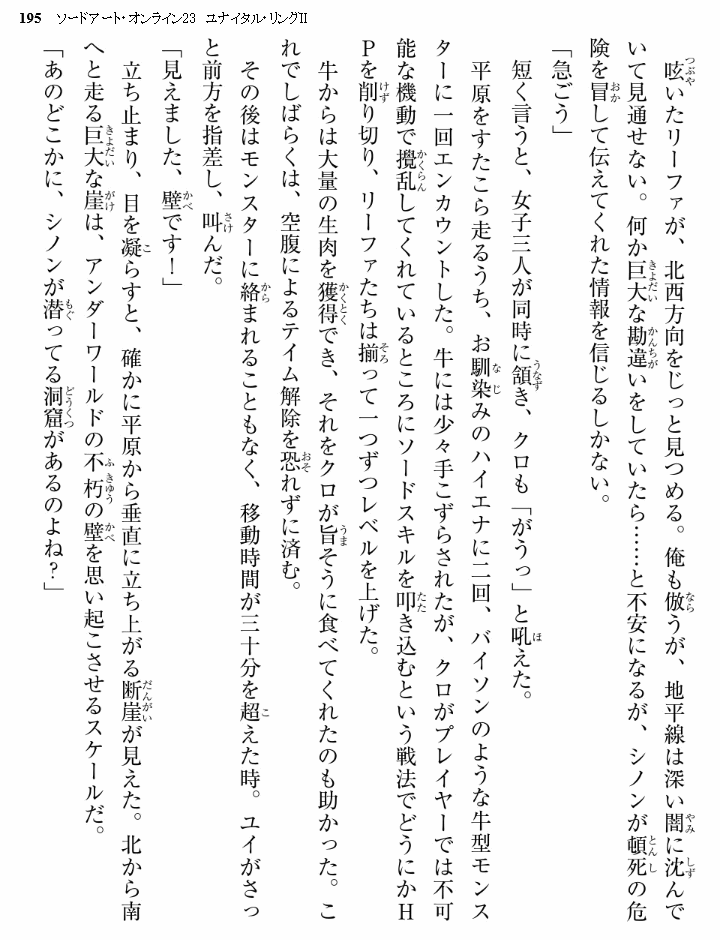 195　ソードアート・オンライン23　ユナイタル・リングⅡ
呟いたリーファが、北西方向をじっと見つめる。俺も倣うが、地平線は深い闇に沈んで
いて見通せない。何か巨大な勘違いをしていたら……と不安になるが、シノンが頓死の危
険を冒して伝えてくれた情報を信じるしかない。
「急ごう」
短く言うと、女子三人が同時に頷き、クロも「がうっ」と吼えた。
平原をすたこら走るうち、お馴染みのハイエナに二回、バイソンのような牛型モンス
ターに一回エンカウントした。牛には少々手こずらされたが、クロがプレイヤーでは不可
能な機動で攪乱してくれているところにソードスキルを叩き込むという戦法でどうにかH
Pを削り切り、リーファたちは揃って一つずつレベルを上げた。
牛からは大量の生肉を獲得でき、それをクロが旨そうに食べてくれたのも助かった。こ
れでしばらくは、空腹によるテイム解除を恐れずに済む。
その後はモンスターに絡まれることもなく、移動時間が三十分を超えた時。ユイがさっ
と前方を指差し、叫んだ。
「見えました、壁です！」
立ち止まり、目を凝らすと、確かに平原から垂直に立ち上がる断崖が見えた。北から南
へと走る巨大な崖は、アンダーワールドの不朽の壁を思い起こさせるスケールだ。
「あのどこかに、シノンが潜ってる洞窟があるのよね？」